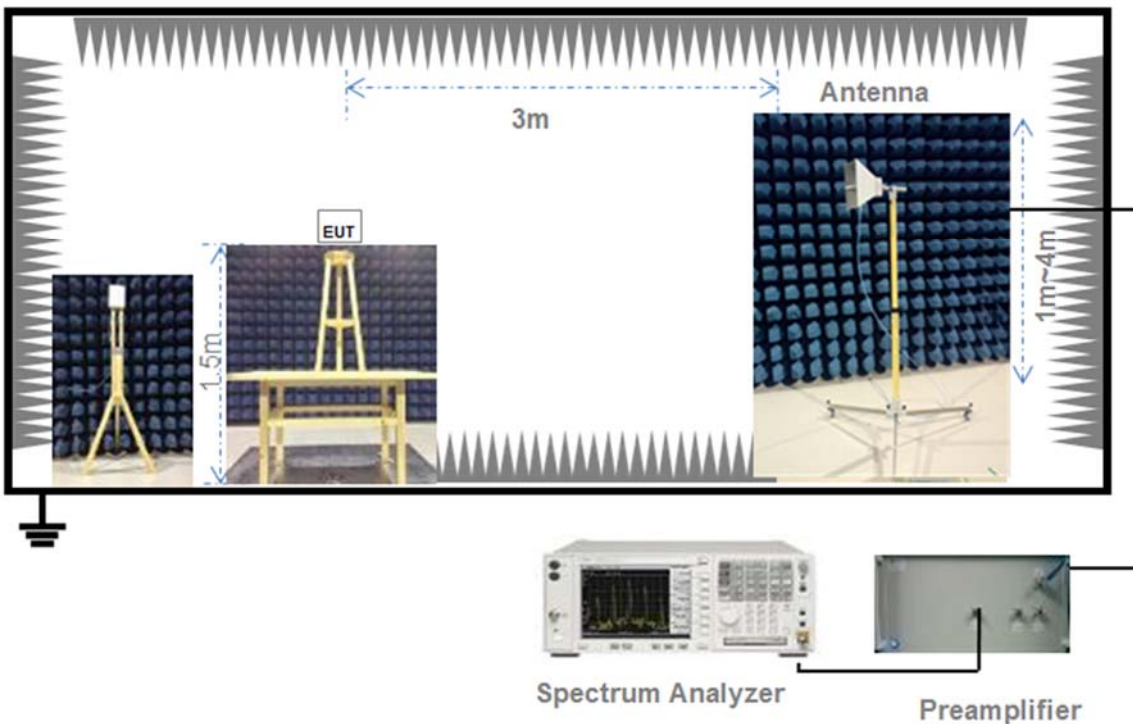 Antenna
3m
EUT
1.5m
1m~4m
Spectrum Analyzer
Preamplifier